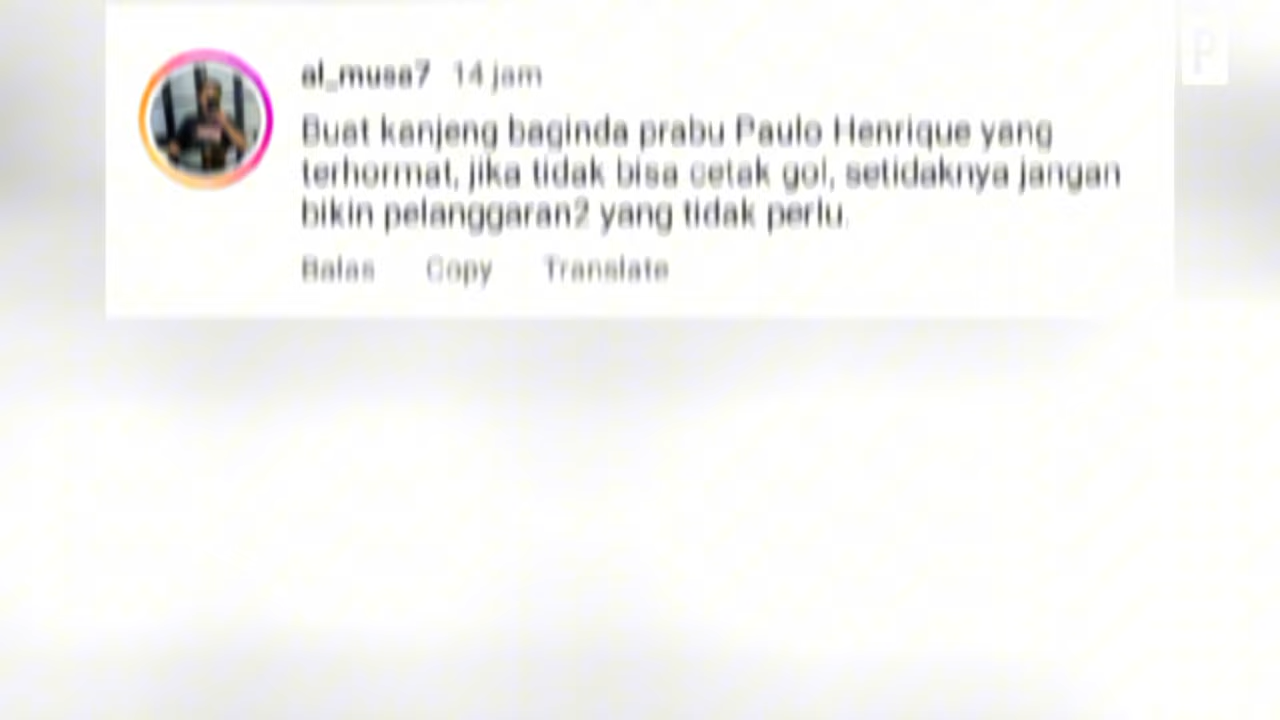 al_musa7 14 jam
Buat kanjeng baginda prabu Paulo Henrique yang
terhormat, jika tidak bisa cetak gol, setidaknya jangan
bikin pelanggaran2 yang tidak perlu.
Balas Copy Translate
P